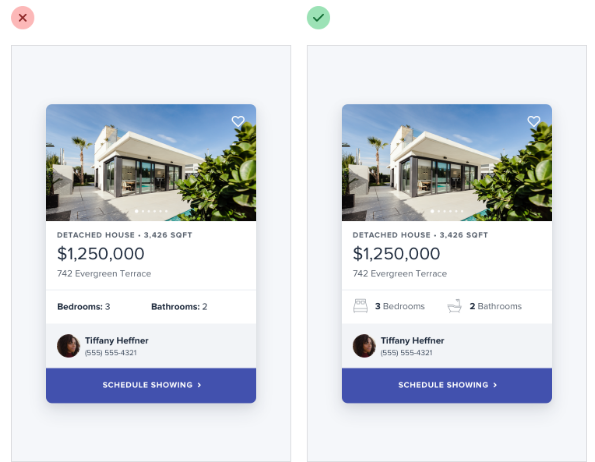 DETACHED HOUSE • 3,426 SQFT
$1,250,000
742 Evergreen Terrace
Bedrooms: 3 Bathrooms: 2
Tiffany Heffner
(555) 555-4321
SCHEDULE SHOWING ›
DETACHED HOUSE • 3,426 SQFT
$1,250,000
742 Evergreen Terrace
3 Bedrooms 2 Bathrooms
Tiffany Heffner
(555) 555-4321
SCHEDULE SHOWING ›